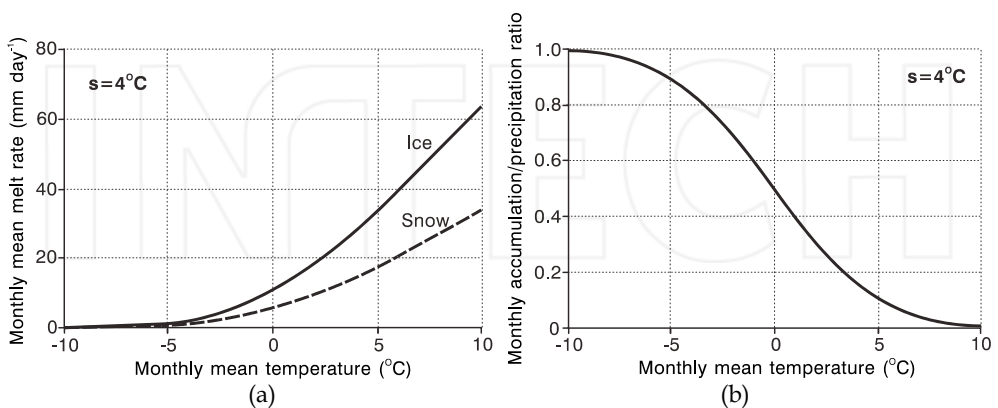 80
60
40
20
0
Monthly mean melt rate (mm day⁻¹)
s=4°C
Ice
Snow
-10
-5
0
5
10
Monthly mean temperature (°C)
(a)
1.0
0.8
0.6
0.4
0.2
0
Monthly accumulation/precipitation ratio
s=4°C
-10
-5
0
5
10
Monthly mean temperature (°C)
(b)
INTECH